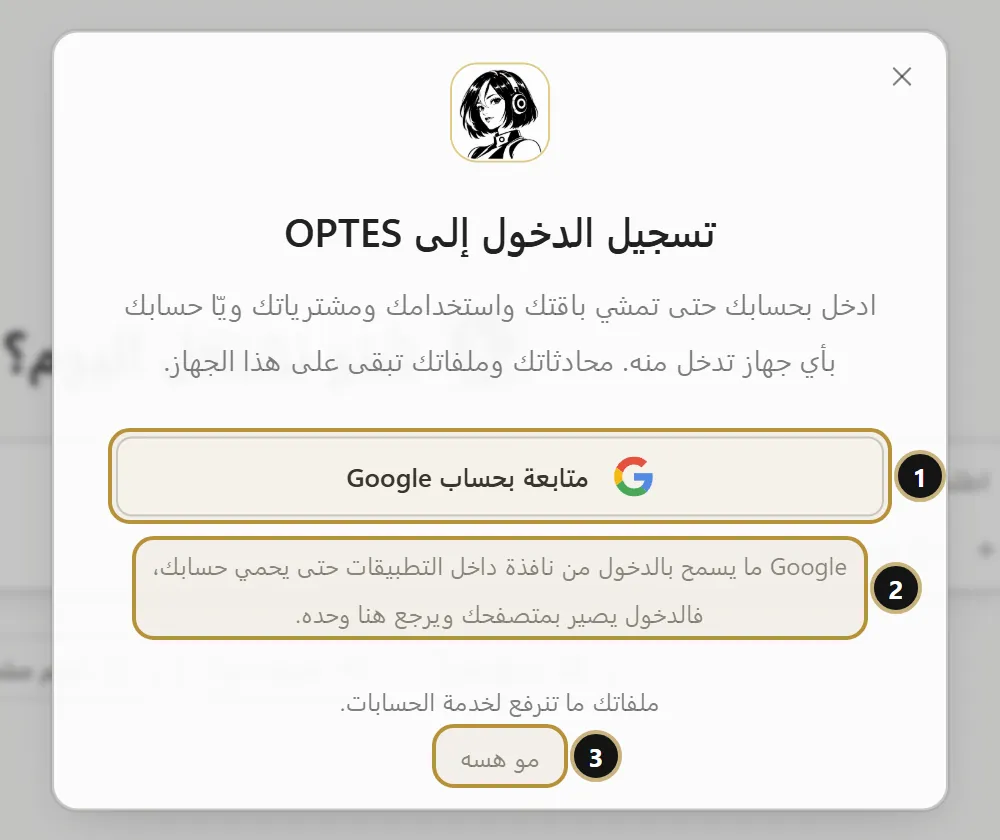 تسجيل الدخول إلى OPTES
ادخل بحسابك حتى تمشي باقتك واستخدامك ومشترياتك ويّا حسابك
بأي جهاز تدخل منه. محادثاتك وملفاتك تبقى على هذا الجهاز.
متابعة بحساب Google
1
Google ما يسمح بالدخول من نافذة داخل التطبيقات حتى يحمي حسابك،
فالدخول يصير بمتصفحك ويرجع هنا وحده.
2
ملفاتك ما تنرفع لخدمة الحسابات.
مو هسه
3